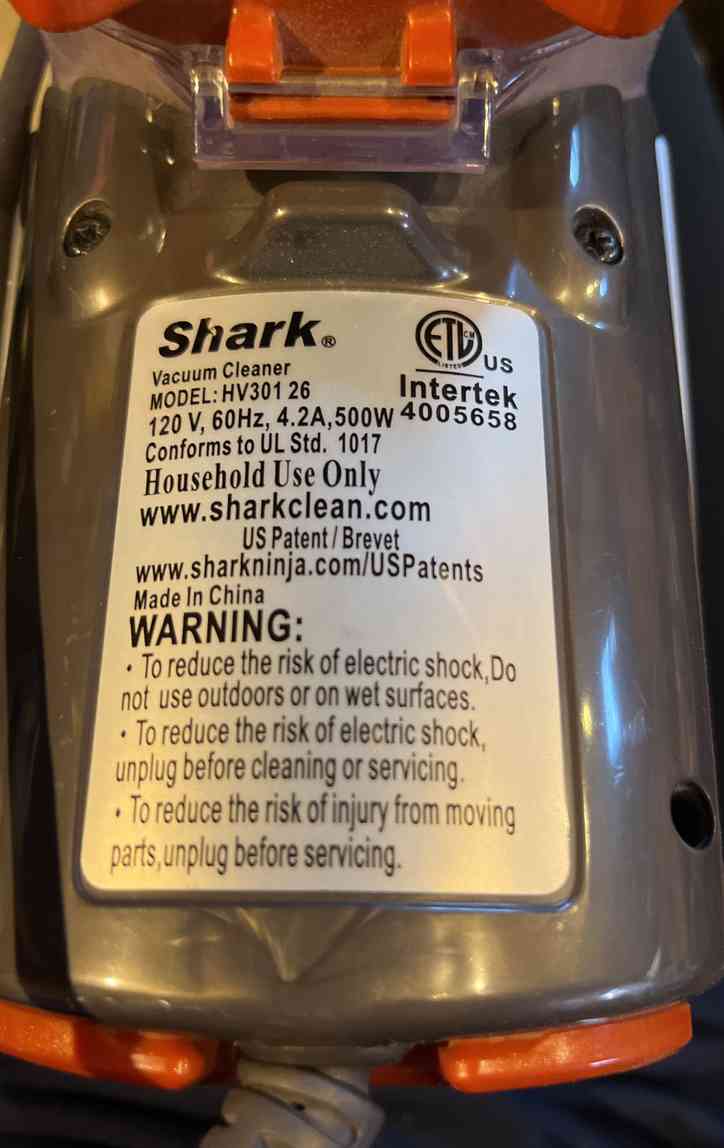 Shark®
ETL CM
LISTED
US
Intertek
4005658
Vacuum Cleaner
MODEL: HV301 26
120 V, 60Hz, 4.2A,500W
Conforms to UL Std. 1017
Household Use Only
www.sharkclean.com
US Patent / Brevet
www.sharkninja.com/USPatents
Made In China
WARNING:
· To reduce the risk of electric shock,Do
not use outdoors or on wet surfaces.
· To reduce the risk of electric shock,
unplug before cleaning or servicing.
· To reduce the risk of injury from moving
parts,unplug before servicing.